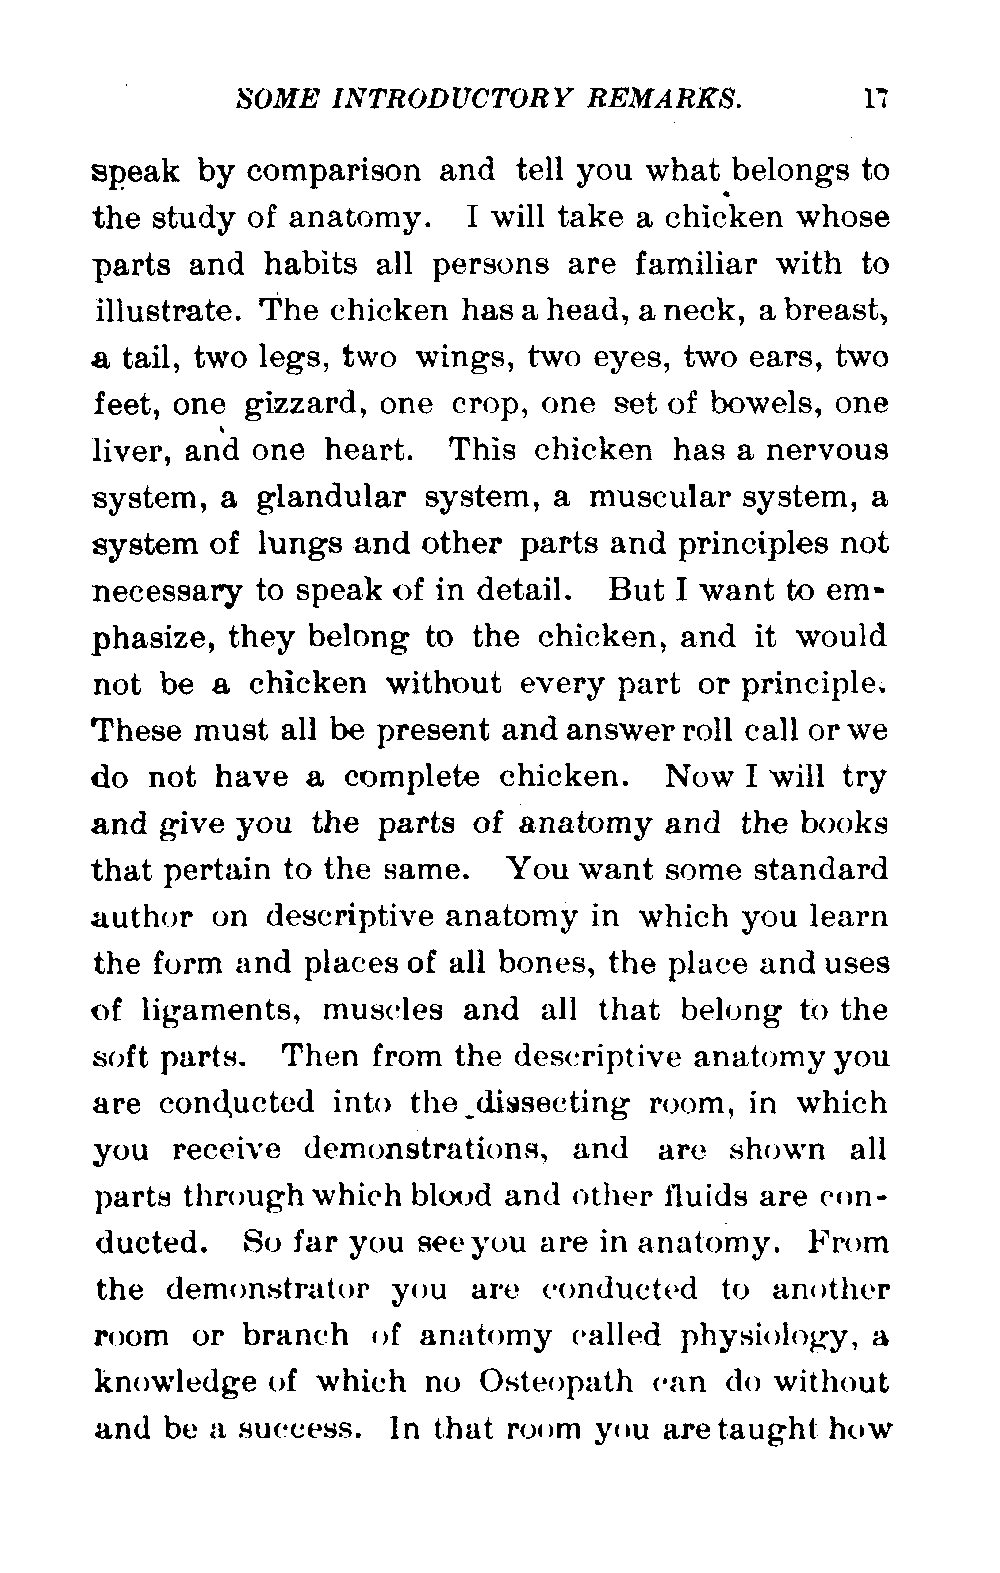 SOME INTRODUCTORY REMARKS. 17
speak by comparison and tell you what belongs to
the study of anatomy. I will take a chicken whose
parts and habits all persons are familiar with to
illustrate. The chicken has a head, a neck, a breast,
a tail, two legs, two wings, two eyes, two ears, two
feet, one gizzard, one crop, one set of bowels, one
liver, and one heart. This chicken has a nervous
system, a glandular system, a muscular system, a
system of lungs and other parts and principles not
necessary to speak of in detail. But I want to em-
phasize, they belong to the chicken, and it would
not be a chicken without every part or principle.
These must all be present and answer roll call or we
do not have a complete chicken. Now I will try
and give you the parts of anatomy and the books
that pertain to the same. You want some standard
author on descriptive anatomy in which you learn
the form and places of all bones, the place and uses
of ligaments, muscles and all that belong to the
soft parts. Then from the descriptive anatomy you
are conducted into the dissecting room, in which
you receive demonstrations, and are shown all
parts through which blood and other fluids are con-
ducted. So far you see you are in anatomy. From
the demonstrator you are conducted to another
room or branch of anatomy called physiology, a
knowledge of which no Osteopath can do without
and be a success. In that room you are taught how